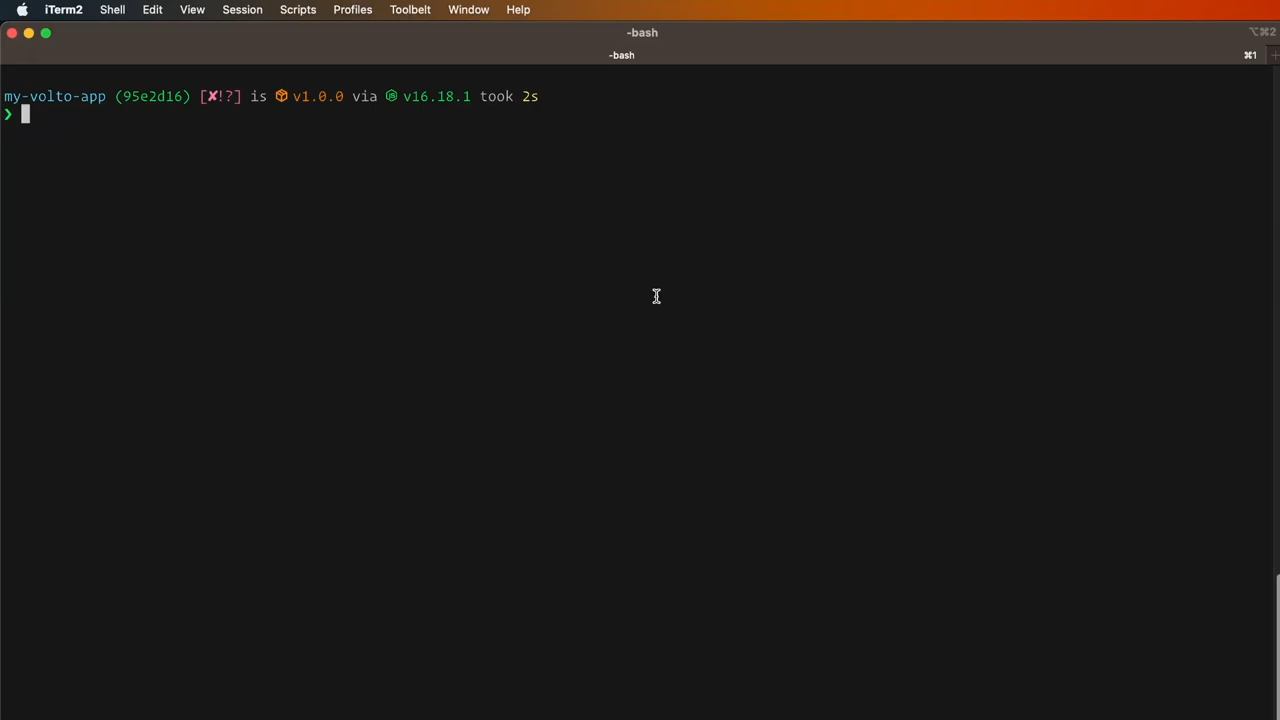 iTerm2 Shell Edit View Session Scripts Profiles Toolbelt Window Help
-bash ⌥⌘2
-bash ⌘1
my-volto-app (95e2d16) [✘!?] is v1.0.0 via v16.18.1 took 2s
❯